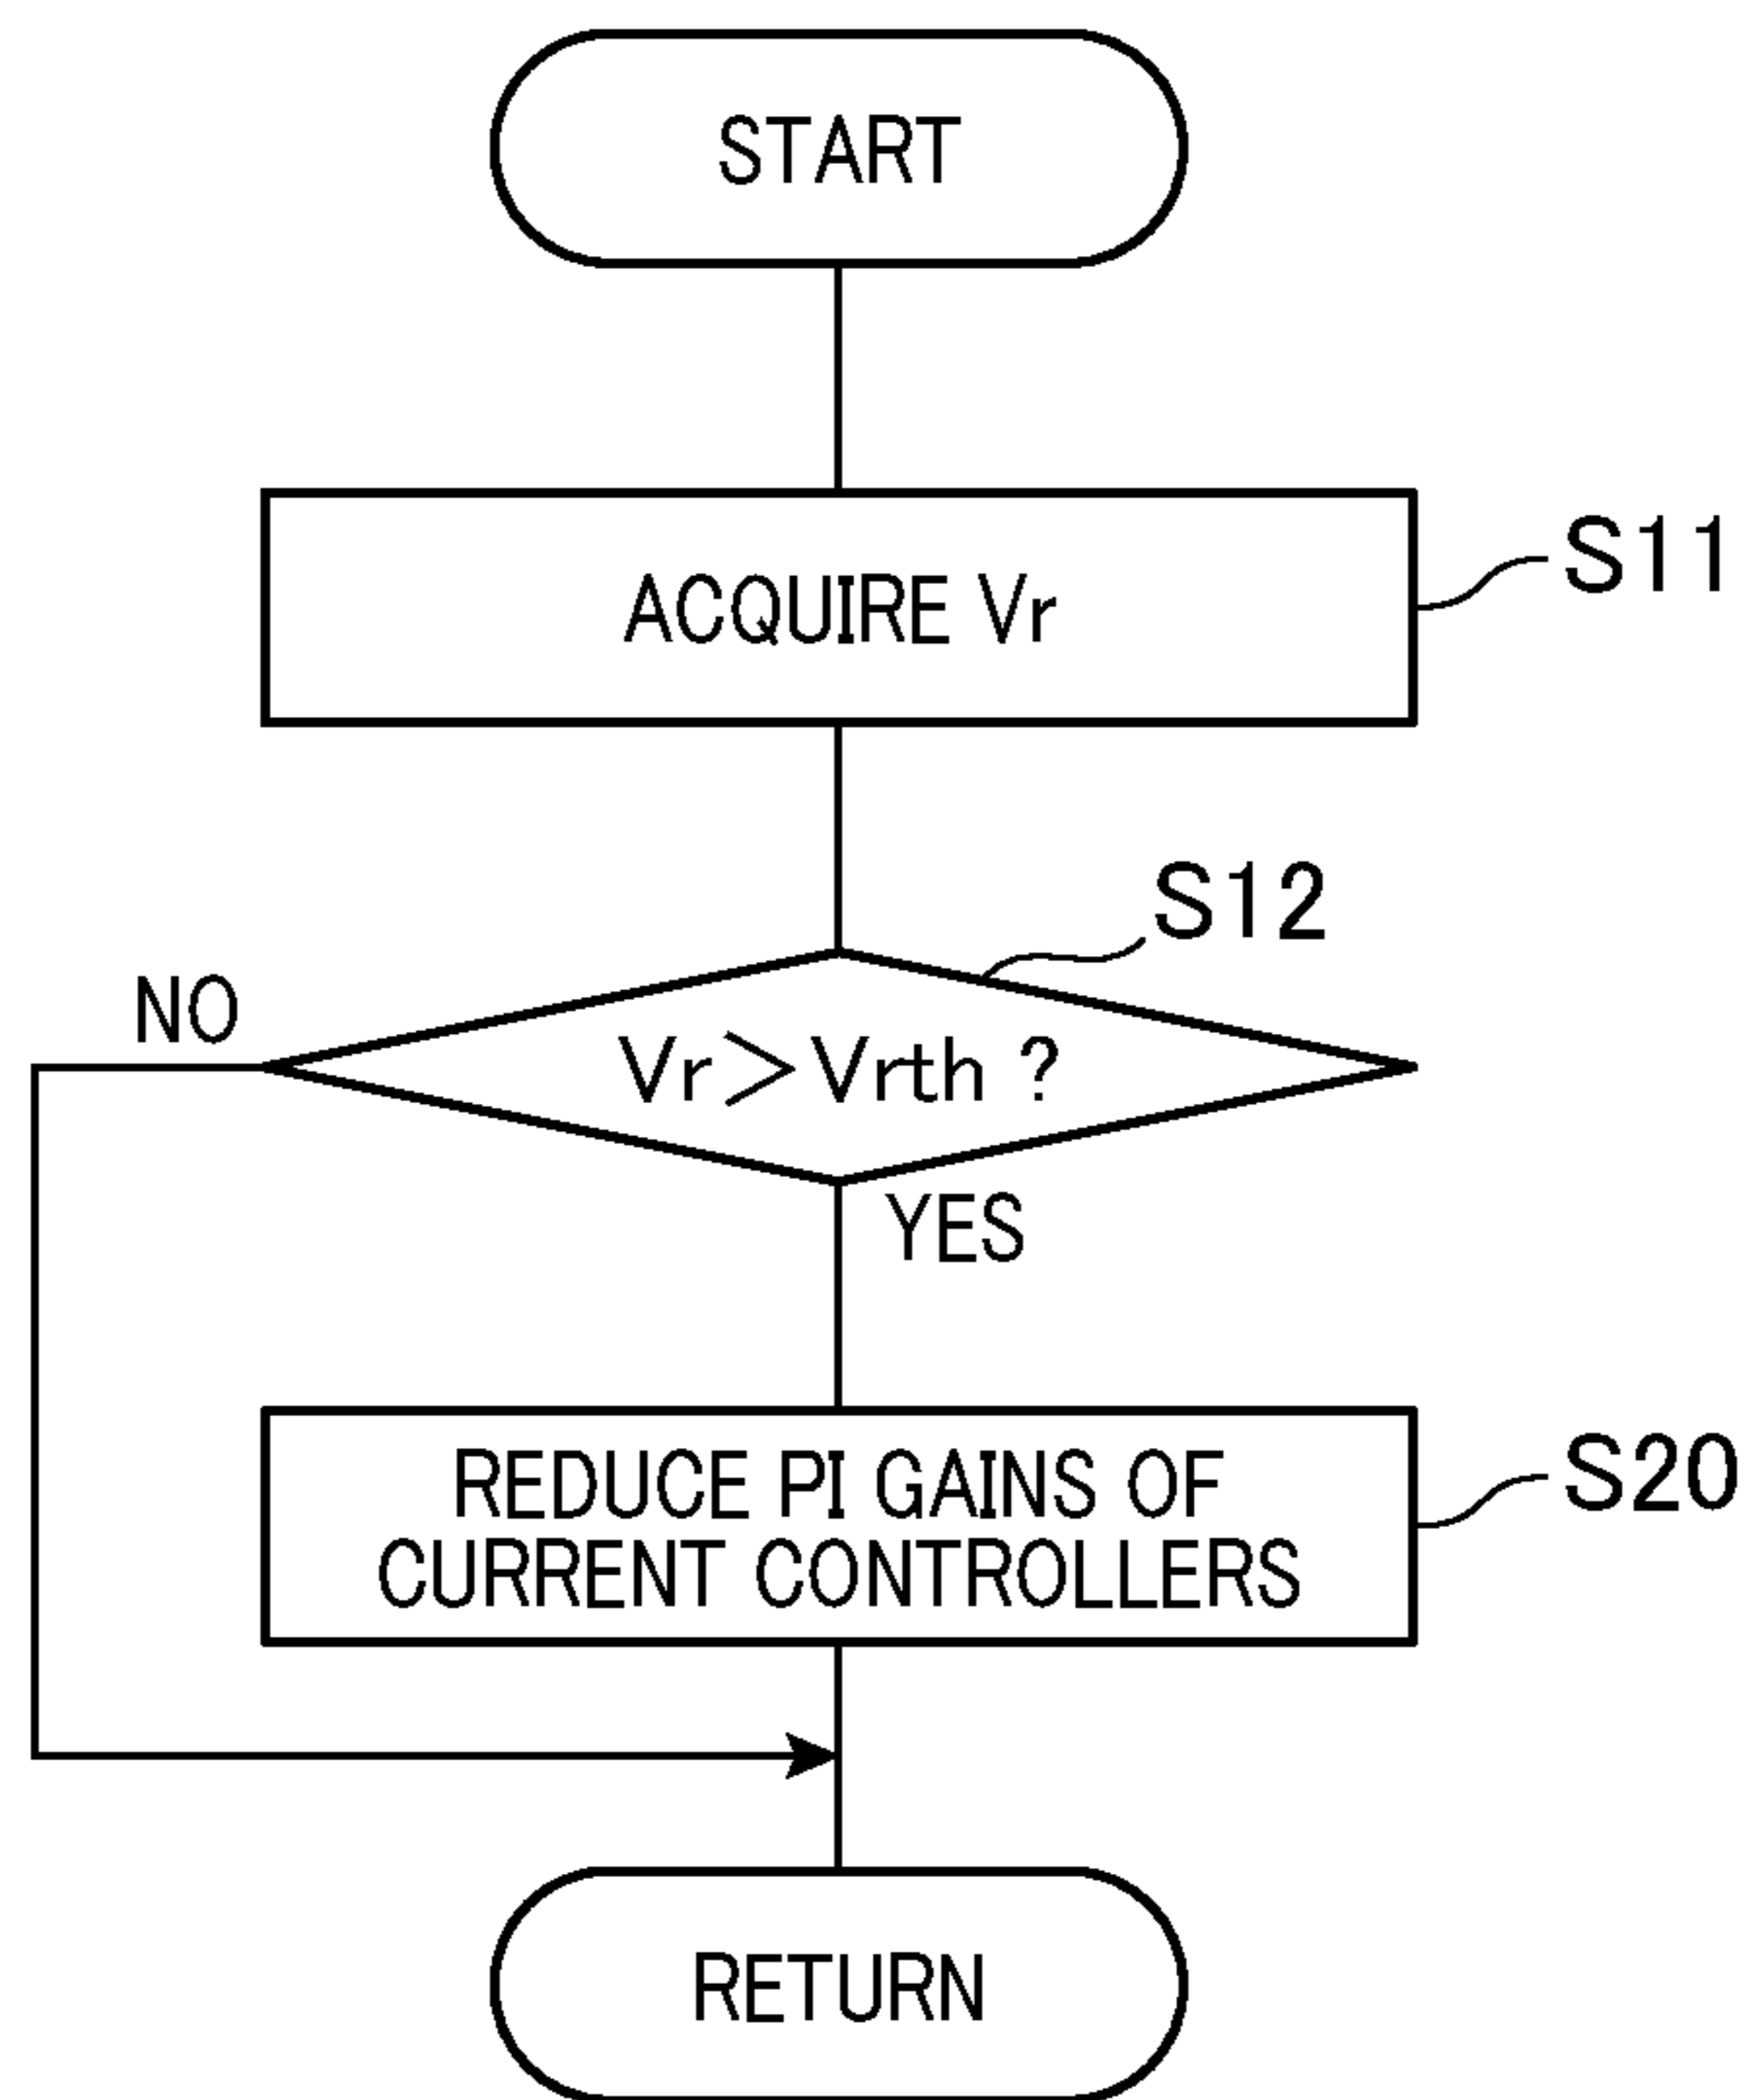 START
ACQUIRE Vr
S11
S12
NO
Vr＞Vrth ?
YES
REDUCE PI GAINS OF
CURRENT CONTROLLERS
S20
RETURN